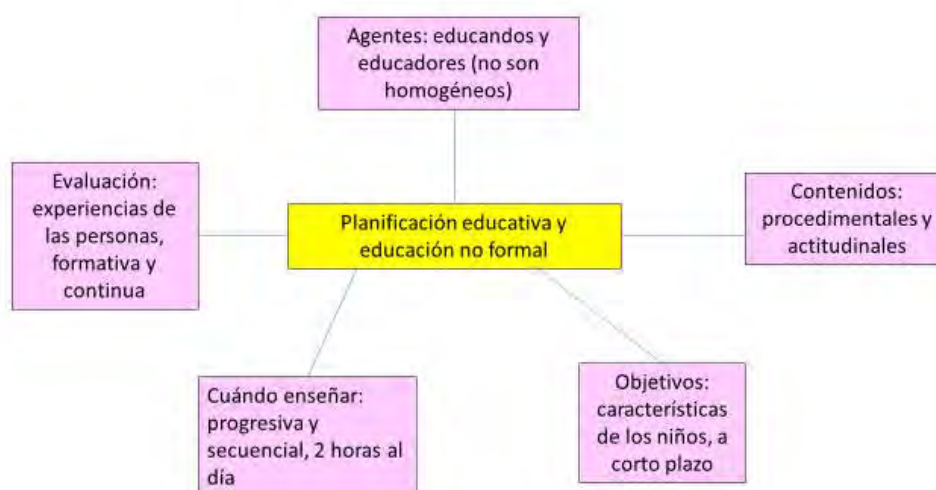 Agentes: educandos y
educadores (no son
homogéneos)
Evaluación:
experiencias de
las personas,
formativa y
continua
Planificación educativa y
educación no formal
Contenidos:
procedimentales y
actitudinales
Cuándo enseñar:
progresiva y
secuencial, 2 horas al
día
Objetivos:
características
de los niños, a
corto plazo